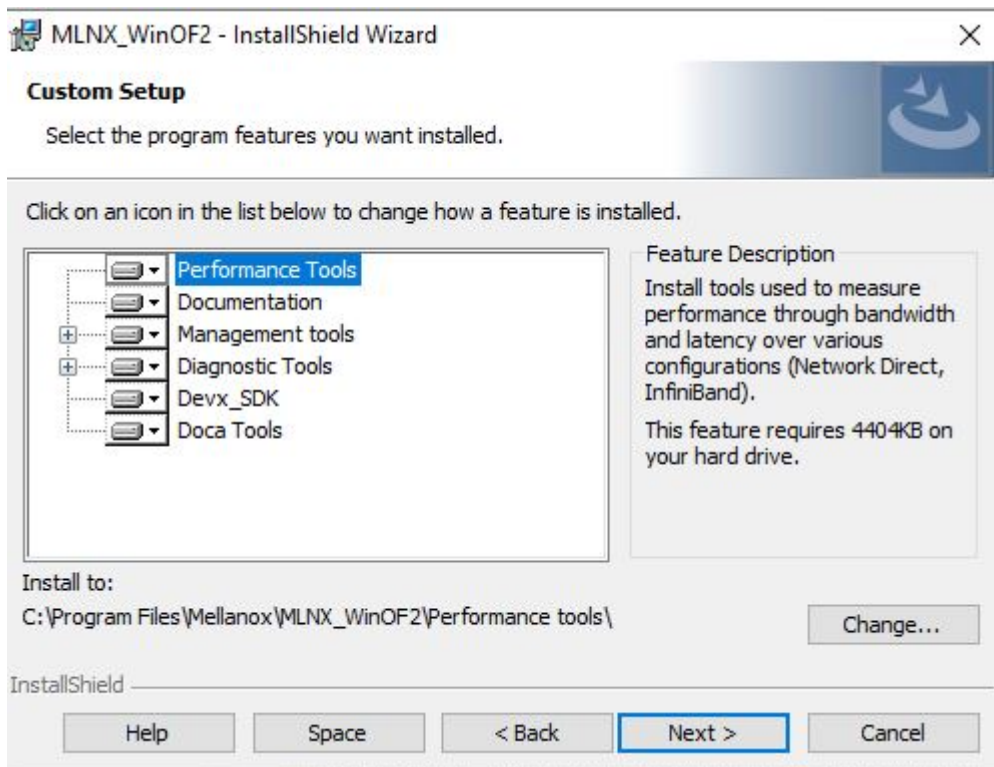 MLNX_WinOF2 - InstallShield Wizard
Custom Setup
Select the program features you want installed.
Click on an icon in the list below to change how a feature is installed.
Performance Tools
Documentation
Management tools
Diagnostic Tools
Devx_SDK
Doca Tools
Feature Description
Install tools used to measure
performance through bandwidth
and latency over various
configurations (Network Direct,
InfiniBand).
This feature requires 4404KB on
your hard drive.
Install to:
C:\Program Files\Mellanox\MLNX_WinOF2\Performance tools\
Change...
InstallShield
Help
Space
< Back
Next >
Cancel